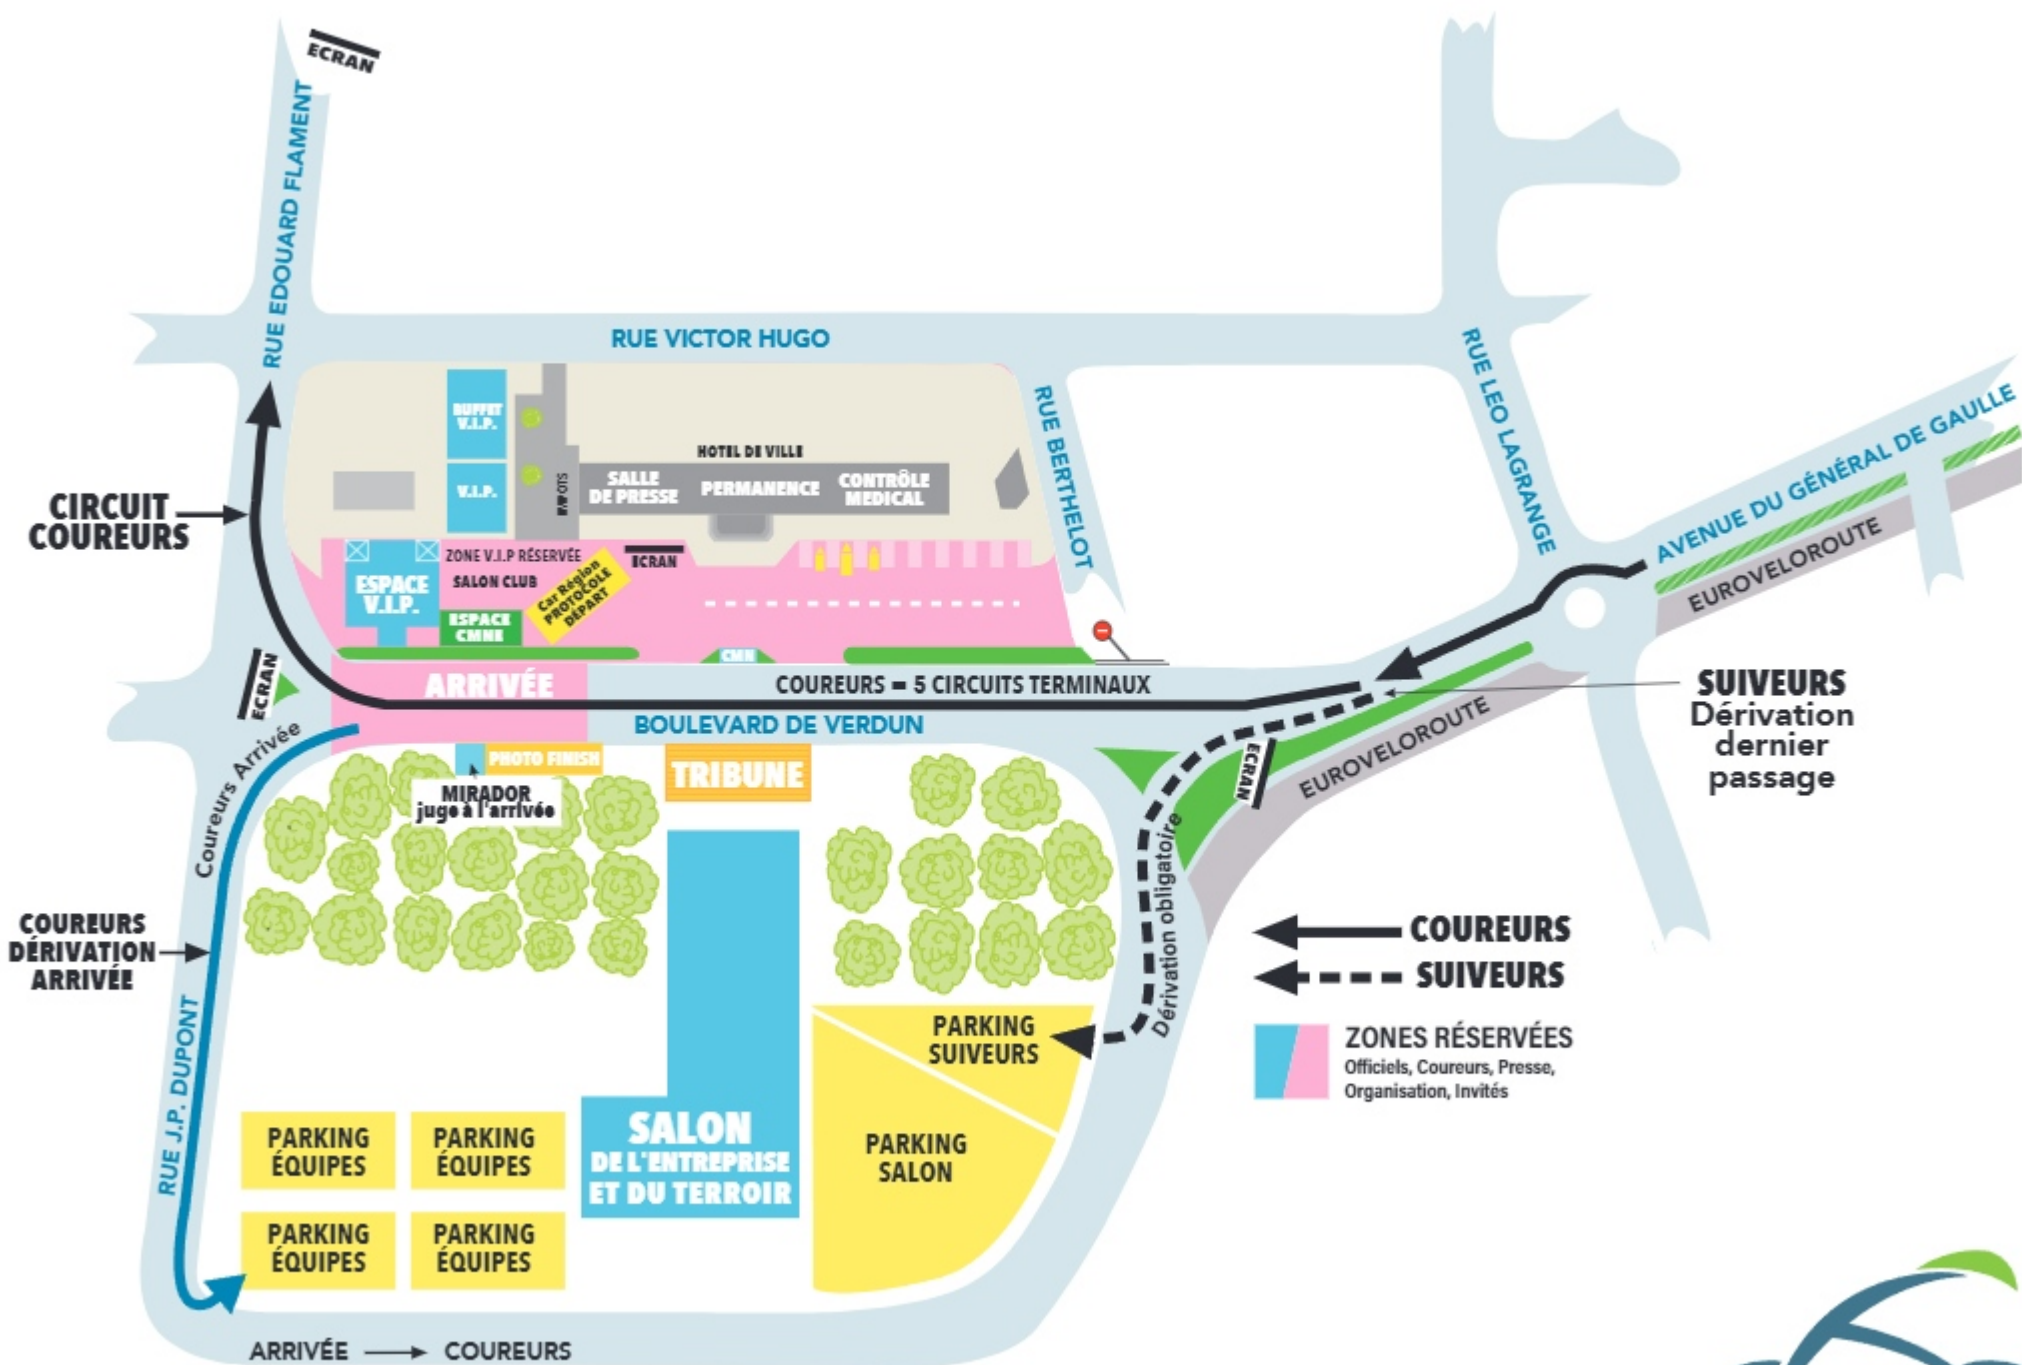 ECRAN
RUE EDOUARD FLAMENT
RUE VICTOR HUGO
RUE LEO LAGRANGE
RUE BERTHELOT
AVENUE DU GÉNÉRAL DE GAULLE
EUROVELOROUTE
BUFFET
V.I.P.
V.I.P.
IMPOTS
HOTEL DE VILLE
SALLE
DE PRESSE
PERMANENCE
CONTRÔLE
MEDICAL
CIRCUIT
COUREURS
ZONE V.I.P RÉSERVÉE
ECRAN
SALON CLUB
ESPACE
V.I.P.
ESPACE
CMNE
Car Région
PROTOCOLE
DÉPART
CMN
ECRAN
ARRIVÉE
COUREURS = 5 CIRCUITS TERMINAUX
BOULEVARD DE VERDUN
SUIVEURS
Dérivation
dernier
passage
EUROVELOROUTE
ECRAN
Coureurs Arrivée
PHOTO FINISH
MIRADOR
juge à l'arrivée
TRIBUNE
Dérivation obligatoire
COUREURS
DÉRIVATION
ARRIVÉE
RUE J.P. DUPONT
COUREURS
SUIVEURS
ZONES RÉSERVÉES
Officiels, Coureurs, Presse,
Organisation, Invités
PARKING
SUIVEURS
PARKING
SALON
SALON
DE L'ENTREPRISE
ET DU TERROIR
PARKING
ÉQUIPES
PARKING
ÉQUIPES
PARKING
ÉQUIPES
PARKING
ÉQUIPES
ARRIVÉE → COUREURS